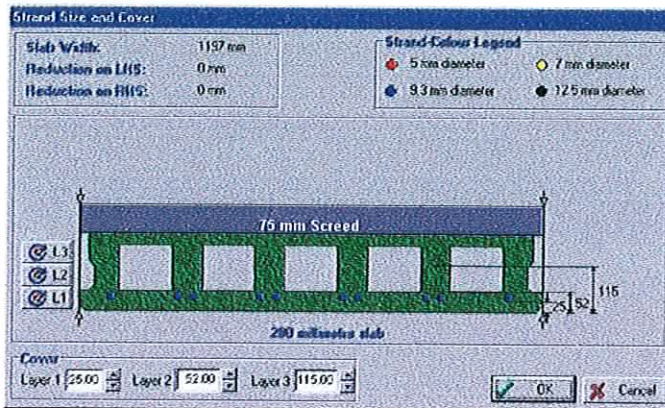 Strand Size and Cover
Slab Width: 1197 mm
Reduction on LHS: 0 mm
Reduction on RHS: 0 mm
Strand-Colour Legend
5 mm diameter
7 mm diameter
9.3 mm diameter
12.5 mm diameter
75 mm Screed
L3
L2
L1
25
52
115
200 millimetre slab
Cover
Layer 1 25.00
Layer 2 52.00
Layer 3 115.00
OK
Cancel